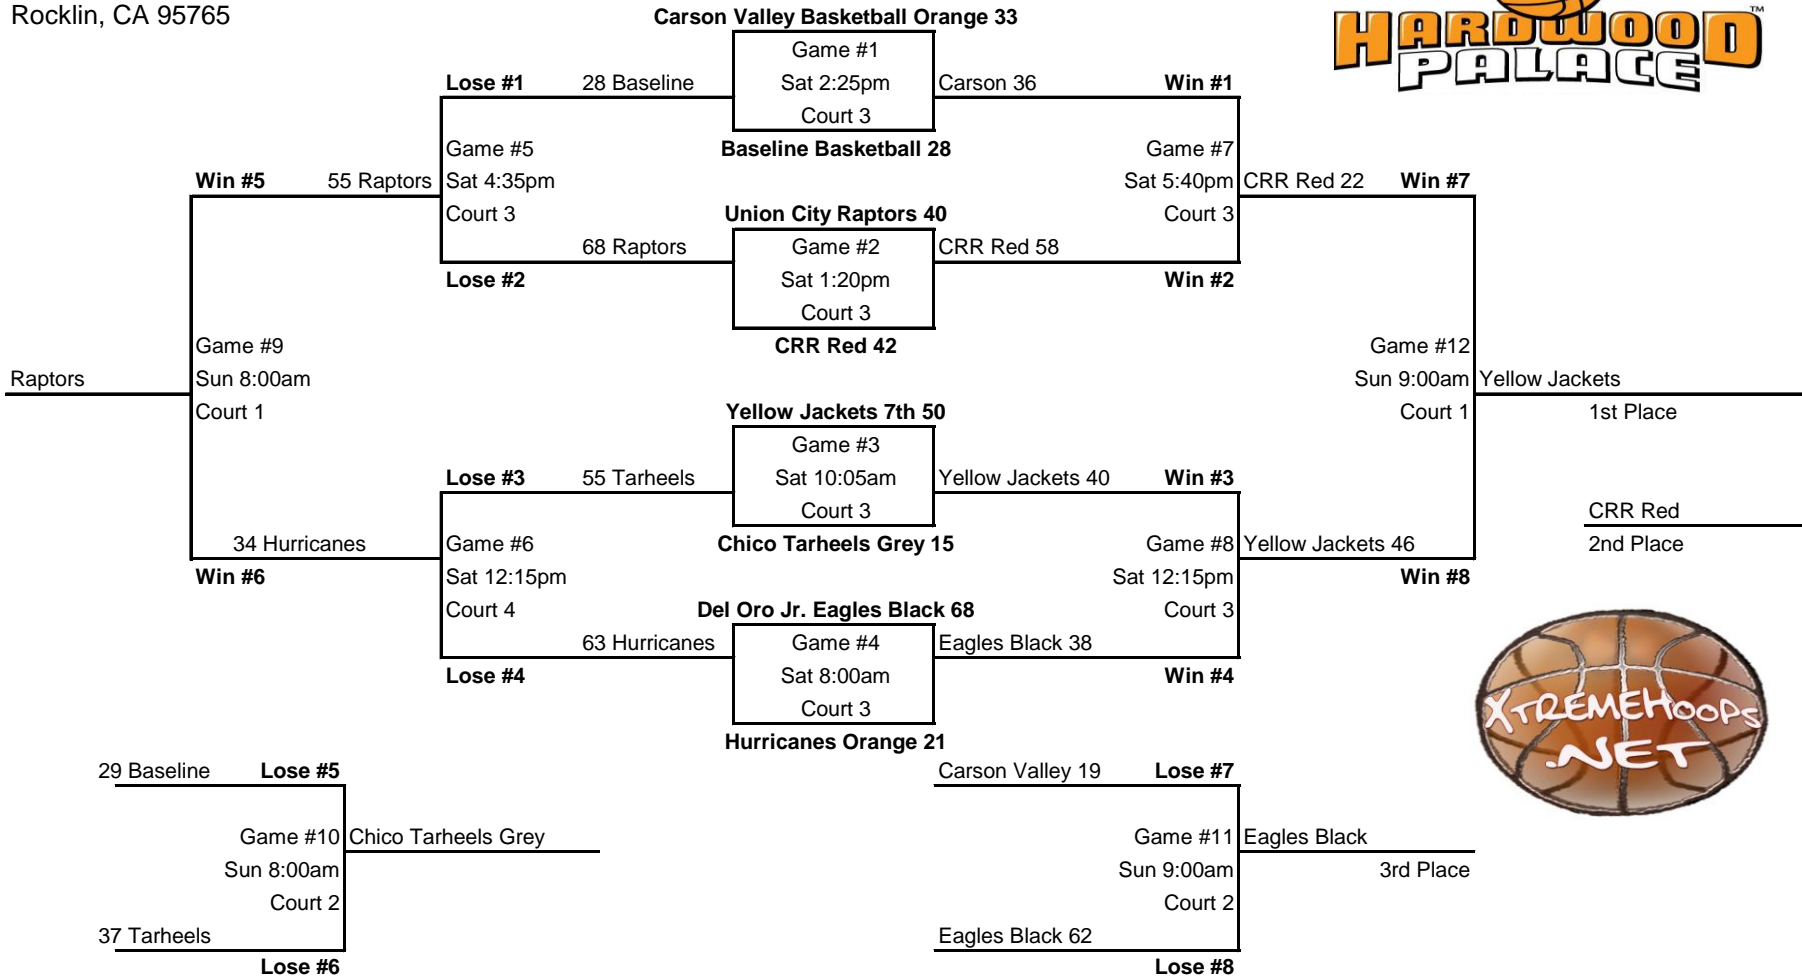 Rocklin, CA 95765
Carson Valley Basketball Orange 33
HARDWOOD PALACE ™
Game #1
Lose #1 28 Baseline Sat 2:25pm Carson 36 Win #1
Court 3
Game #5 Baseline Basketball 28 Game #7
Win #5 55 Raptors Sat 4:35pm Sat 5:40pm CRR Red 22 Win #7
Court 3 Union City Raptors 40 Court 3
68 Raptors Game #2 CRR Red 58
Lose #2 Sat 1:20pm Win #2
Court 3
Game #9 CRR Red 42 Game #12
Raptors Sun 8:00am Sun 9:00am Yellow Jackets
Court 1 Yellow Jackets 7th 50 Court 1 1st Place
Game #3
Lose #3 55 Tarheels Sat 10:05am Yellow Jackets 40 Win #3
Court 3 CRR Red
34 Hurricanes Game #6 Chico Tarheels Grey 15 Game #8 Yellow Jackets 46 2nd Place
Win #6 Sat 12:15pm Sat 12:15pm Win #8
Court 4 Del Oro Jr. Eagles Black 68 Court 3
63 Hurricanes Game #4 Eagles Black 38
Lose #4 Sat 8:00am Win #4
Court 3
XTREMEHOOPS
.NET
Hurricanes Orange 21
29 Baseline Lose #5 Carson Valley 19 Lose #7
Game #10 Chico Tarheels Grey Game #11 Eagles Black
Sun 8:00am Sun 9:00am 3rd Place
Court 2 Court 2
37 Tarheels Eagles Black 62
Lose #6 Lose #8